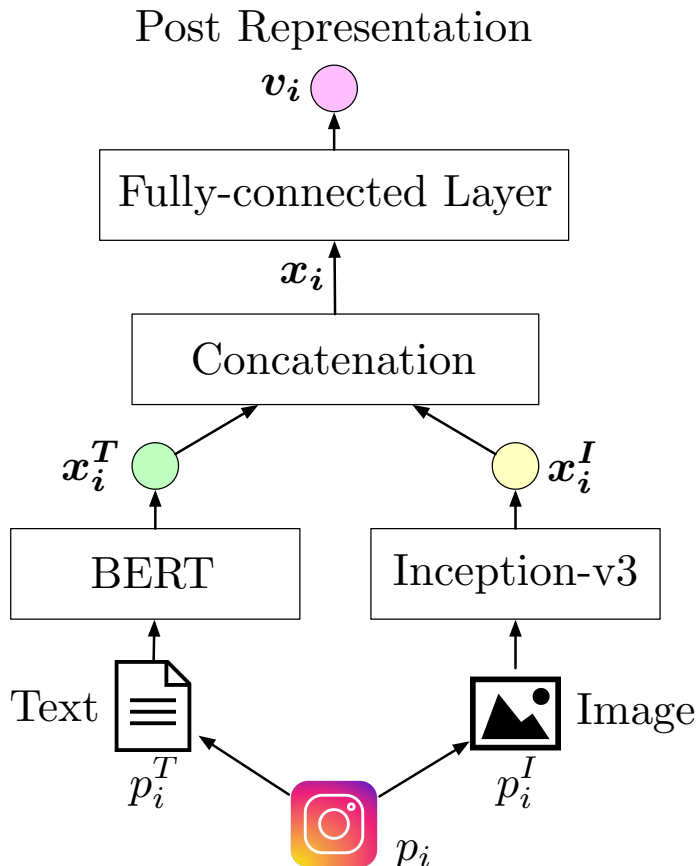 Post Representation
v_i
Fully-connected Layer
x_i
Concatenation
x_i^T
x_i^I
BERT
Inception-v3
Text
Image
p_i^T
p_i^I
p_i